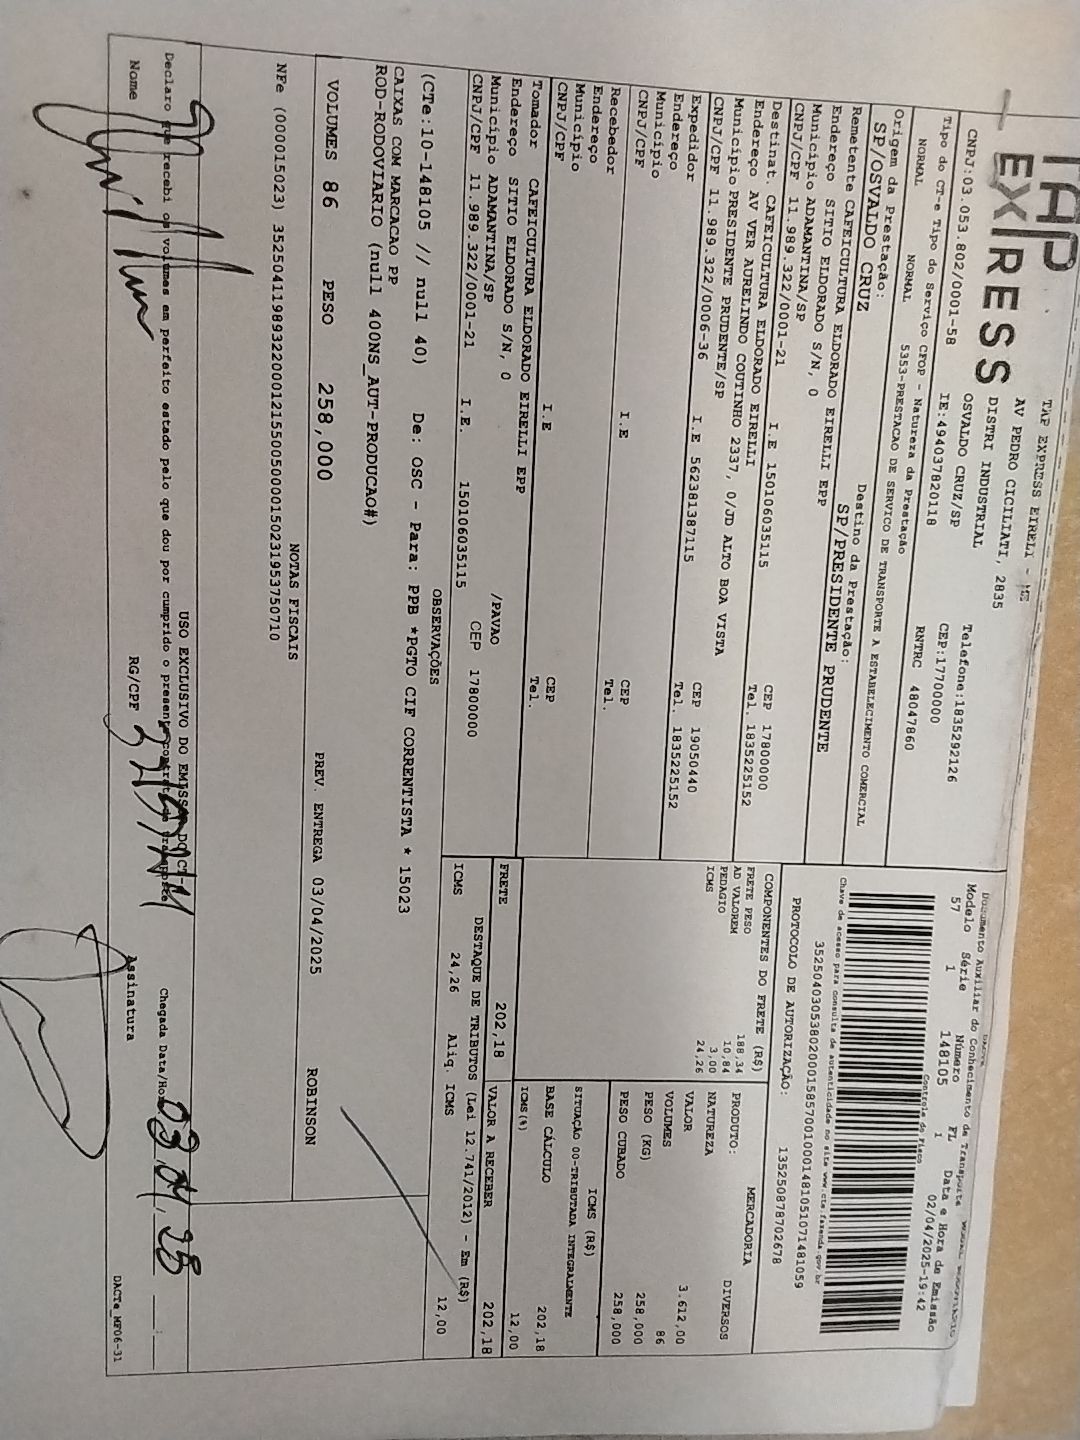 TAP
EXPRESS
TAP EXPRESS EIRELI - ME
AV PEDRO CICILIATI, 2835
DISTRI INDUSTRIAL
OSVALDO CRUZ/SP
Telefone:1835292126
CEP:17700000
CNPJ:03.053.802/0001-58
IE:494037820118
RNTRC 48047860
Tipo do CT-e Tipo do Serviço CFOP - Natureza da Prestação
NORMAL NORMAL 5353-PRESTACAO DE SERVICO DE TRANSPORTE A ESTABELECIMENTO COMERCIAL
Documento Auxiliar do Conhecimento de Transporte
Modelo Série Número FL Data e Hora de Emissão
57 1 148105 1 02/04/2025-19:42
Controle do Fisco
Chave de acesso para consulta de autenticidade no site www.cte.fazenda.gov.br
35250403053802000158570010001481051071481059
PROTOCOLO DE AUTORIZAÇÃO: 135250878702678
Origem da Prestação:
SP/OSVALDO CRUZ
Destino da Prestação:
SP/PRESIDENTE PRUDENTE
Remetente CAFEICULTURA ELDORADO EIRELLI EPP
Endereço SITIO ELDORADO S/N, 0
Município ADAMANTINA/SP CEP 17800000
CNPJ/CPF 11.989.322/0001-21 I.E 150106035115 Tel. 1835225152
Destinat. CAFEICULTURA ELDORADO EIRELLI
Endereço AV VER AURELINDO COUTINHO 2337, 0/JD ALTO BOA VISTA
Município PRESIDENTE PRUDENTE/SP CEP 19050440
CNPJ/CPF 11.989.322/0006-36 I.E 562381387115 Tel. 1835225152
Expedidor
Endereço
Município CEP
CNPJ/CPF I.E Tel.
Recebedor
Endereço
Município CEP
CNPJ/CPF I.E Tel.
Tomador CAFEICULTURA ELDORADO EIRELLI EPP
Endereço SITIO ELDORADO S/N, 0 /PAVAO
Município ADAMANTINA/SP CEP 17800000
CNPJ/CPF 11.989.322/0001-21 I.E. 150106035115
COMPONENTES DO FRETE (R$)
FRETE PESO 188,34
AD VALOREM 10,84
PEDAGIO 3,00
ICMS 24,26
MERCADORIA
PRODUTO: DIVERSOS
NATUREZA
VALOR 3.612,00
VOLUMES 86
PESO (KG) 258,000
PESO CUBADO 258,000
ICMS (R$)
SITUAÇÃO 00-TRIBUTADA INTEGRALMENTE
BASE CÁLCULO 202,18
ICMS(%) 12,00
FRETE 202,18
VALOR A RECEBER 202,18
DESTAQUE DE TRIBUTOS (Lei 12.741/2012) - Em (R$)
ICMS 24,26 Aliq. ICMS 12,00
OBSERVAÇÕES
(CTe:10-148105 // null 40) De: OSC - Para: PPB *PGTO CIF CORRENTISTA * 15023
CAIXAS COM MARCACAO PP
ROD-RODOVIARIO (null 400NS_AUT-PRODUCAO#)
VOLUMES 86 PESO 258,000 PREV. ENTREGA 03/04/2025 ROBINSON
NOTAS FISCAIS
NFe (000015023) 35250411989322000121550050000150231953750710
USO EXCLUSIVO DO EMISSOR DO CT-
Declaro que recebi os volumes em perfeito estado pelo que dou por cumprido o presente contrato de transporte
Nome RG/CPF Assinatura
Chegada Data/Hora 03 04 25
DACTe_MF06-31